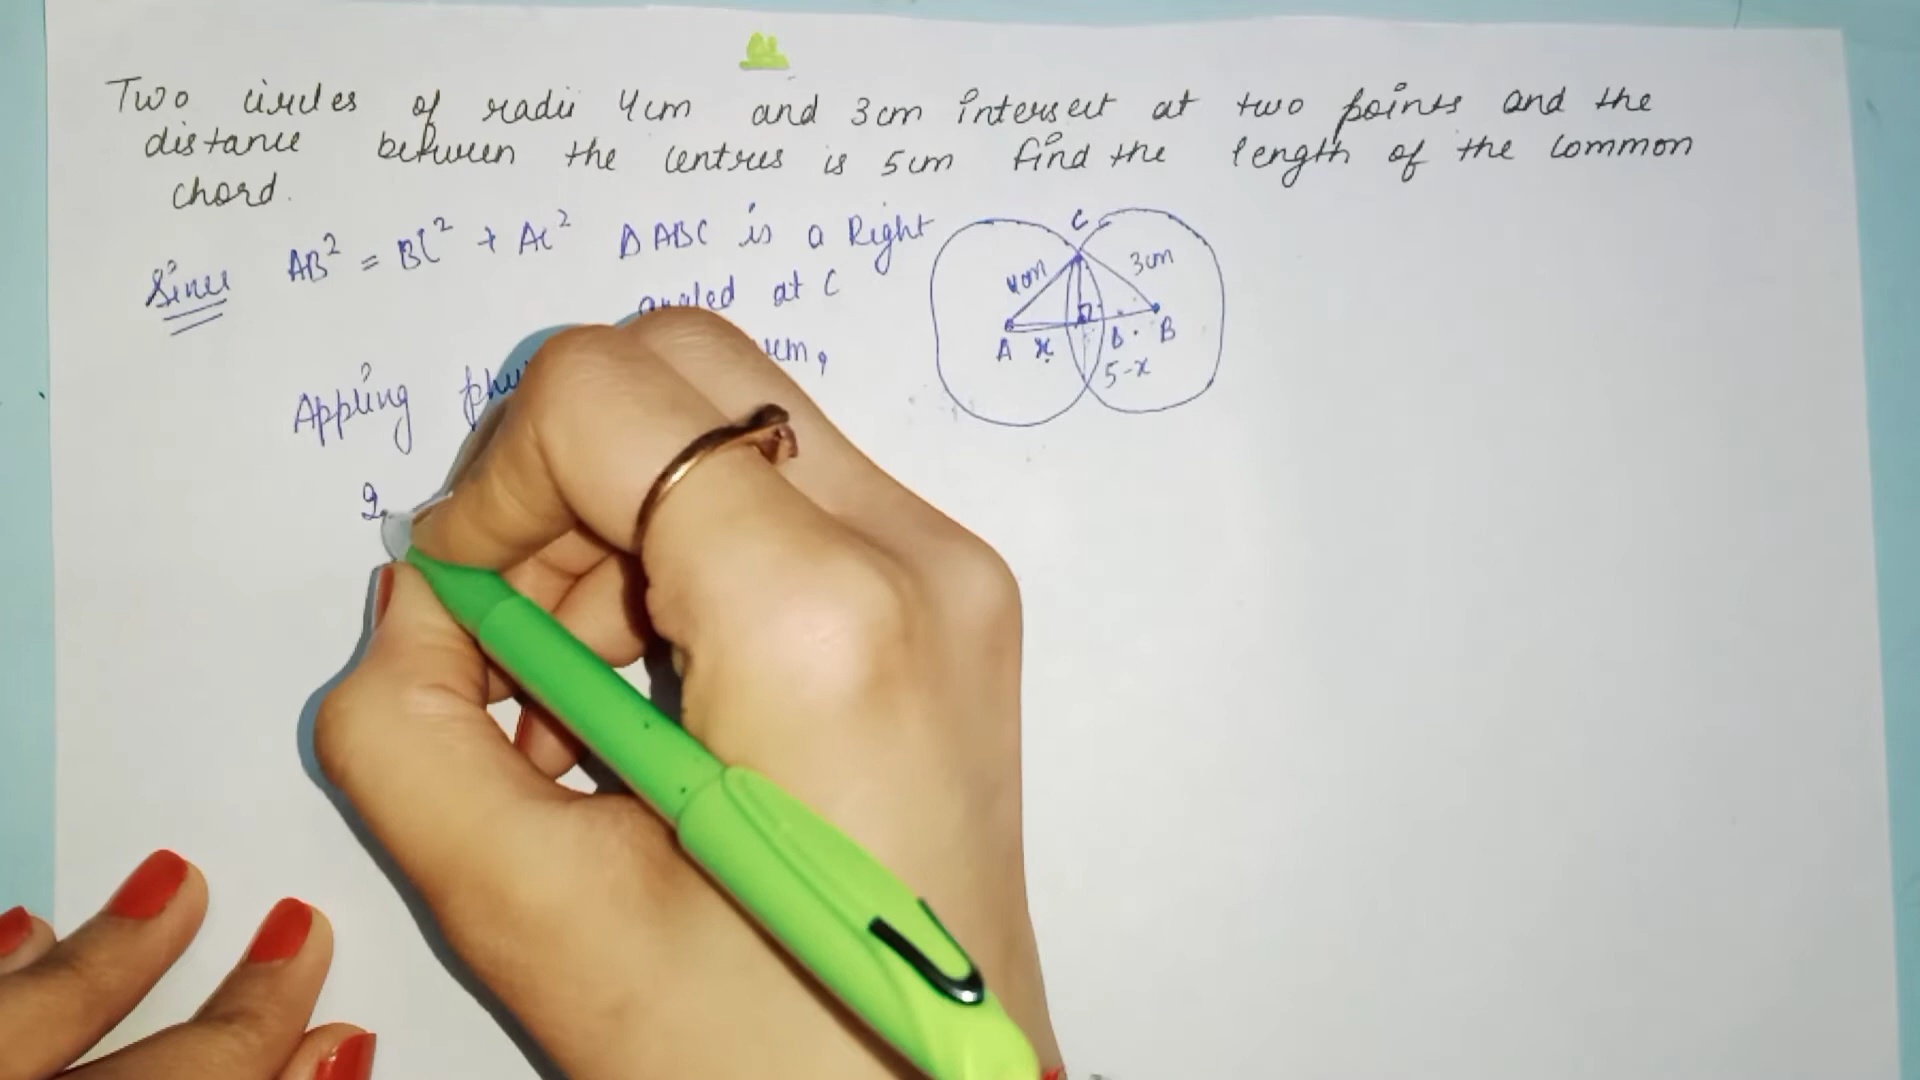 Q1
Two circles of radii 4cm and 3cm intersect at two points and the
distance between the centres is 5cm find the length of the common
chord.
Since AB² = BC² + AC² ΔABC is a Right
angled at C
Appling
2
C
4cm
3cm
A x D B
5-x